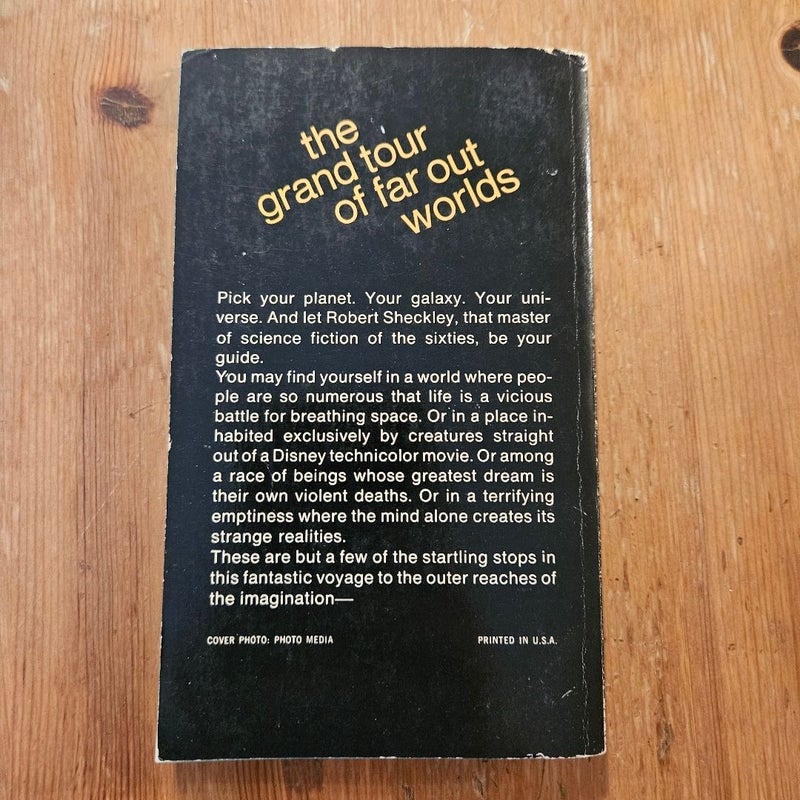 the
grand tour
of far out
worlds
Pick your planet. Your galaxy. Your uni-
verse. And let Robert Sheckley, that master
of science fiction of the sixties, be your
guide.
You may find yourself in a world where peo-
ple are so numerous that life is a vicious
battle for breathing space. Or in a place in-
habited exclusively by creatures straight
out of a Disney technicolor movie. Or among
a race of beings whose greatest dream is
their own violent deaths. Or in a terrifying
emptiness where the mind alone creates its
strange realities.
These are but a few of the startling stops in
this fantastic voyage to the outer reaches of
the imagination—
COVER PHOTO: PHOTO MEDIA
PRINTED IN U.S.A.